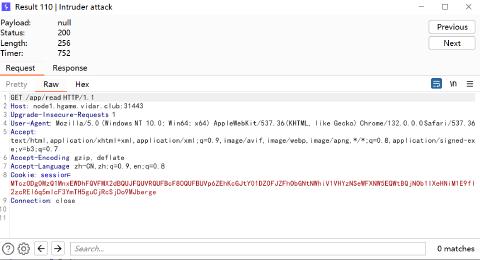 Result 110 | Intruder attack
Payload: null
Status: 200
Length: 256
Timer: 752
Previous
Next
Request Response
Pretty Raw Hex
\n
1 GET /app/read HTTP/1.1
2 Host: node1.hgame.vidar.club:31443
3 Upgrade-Insecure-Requests: 1
4 User-Agent: Mozilla/5.0 (Windows NT 10.0; Win64; x64) AppleWebKit/537.36 (KHTML, like Gecko) Chrome/132.0.0.0 Safari/537.36
5 Accept:
text/html,application/xhtml+xml,application/xml;q=0.9,image/avif,image/webp,image/apng,*/*;q=0.8,application/signed-exchange;v=b3;q=0.7
6 Accept-Encoding: gzip, deflate
7 Accept-Language: zh-CN,zh;q=0.9,en;q=0.8
8 Cookie: session=
9 Connection: close
10
11
Search...
0 matches